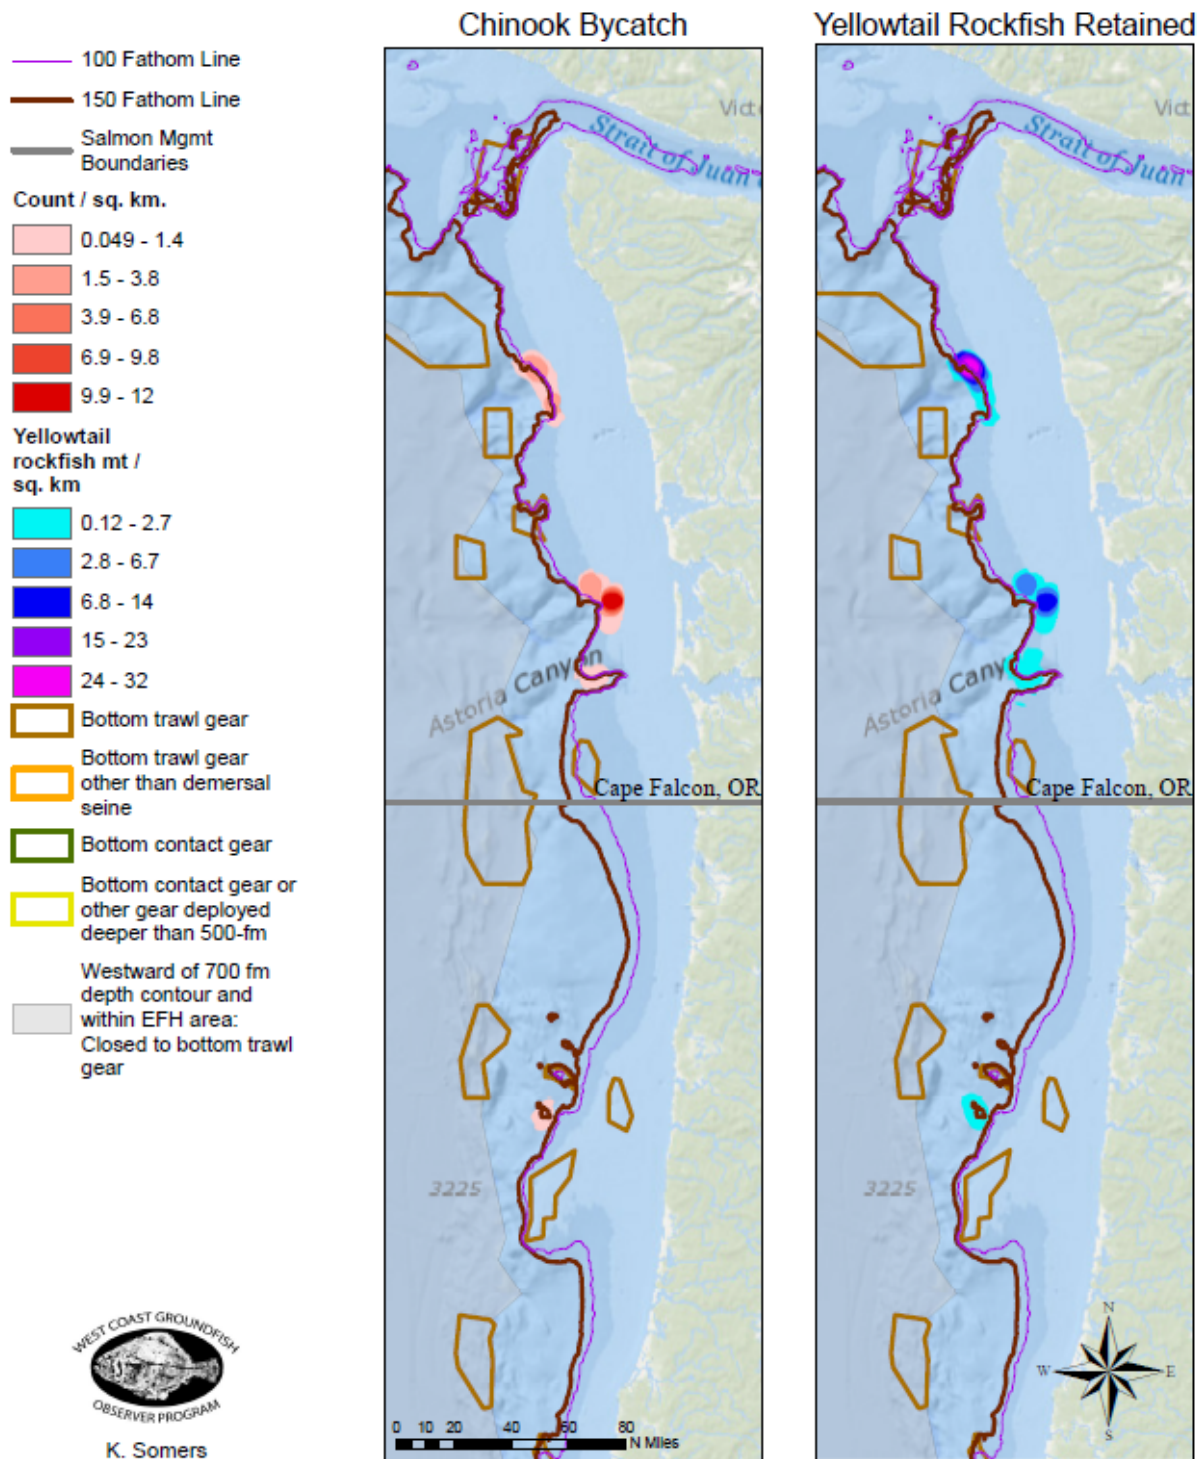 Chinook Bycatch
Yellowtail Rockfish Retained
100 Fathom Line
150 Fathom Line
Salmon Mgmt
Boundaries
Count / sq. km.
0.049 - 1.4
1.5 - 3.8
3.9 - 6.8
6.9 - 9.8
9.9 - 12
Yellowtail
rockfish mt /
sq. km
0.12 - 2.7
2.8 - 6.7
6.8 - 14
15 - 23
24 - 32
Bottom trawl gear
Bottom trawl gear
other than demersal
seine
Bottom contact gear
Bottom contact gear or
other gear deployed
deeper than 500-fm
Westward of 700 fm
depth contour and
within EFH area:
Closed to bottom trawl
gear
WEST COAST GROUNDFISH
OBSERVER PROGRAM
K. Somers
Victo
Strait of Juan
Astoria Canyon
Cape Falcon, OR
3225
0 10 20 40 60 80
N Miles
Vict
Strait of Juan
Astoria Cany
Cape Falcon, OR
3225
N
W
E
S